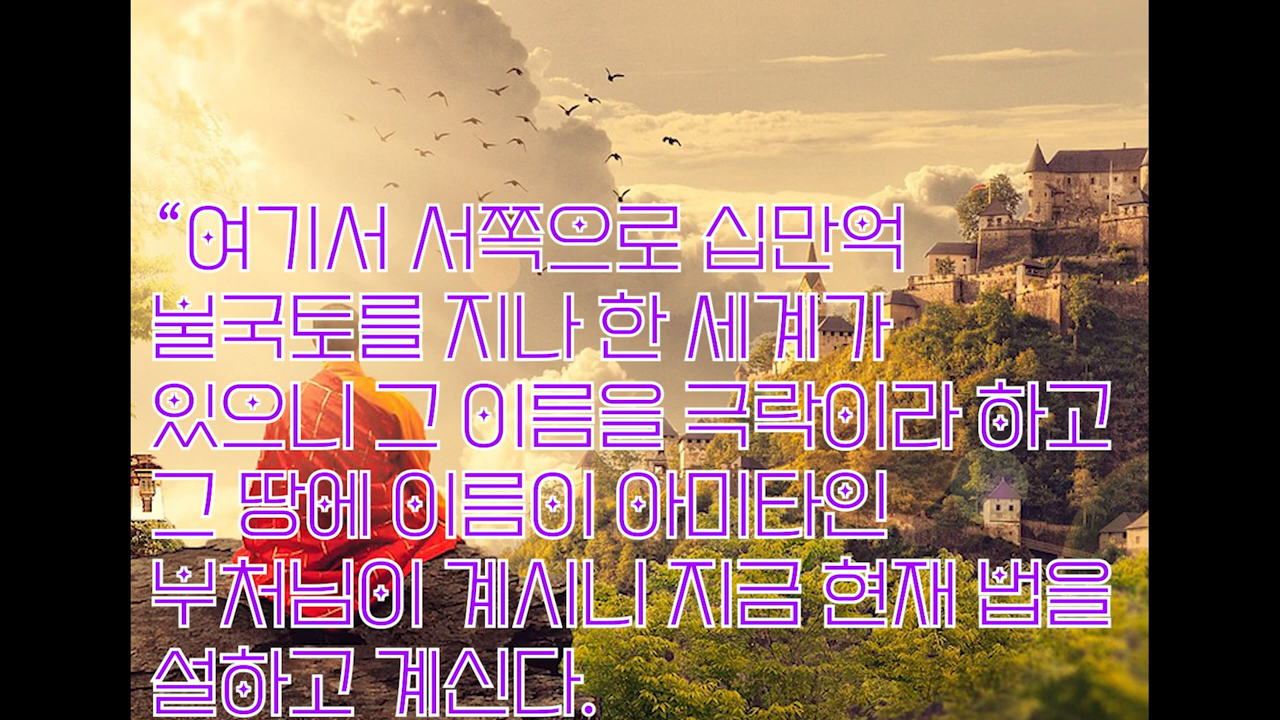 “여기서 서쪽으로 십만억
불국토를 지나 한 세계가
있으니 그 이름을 극락이라 하고
그 땅에 이름이 아미타인
부처님이 계시니 지금 현재 법을
설하고 계신다.